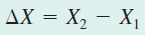 ΔX = X₂ − X₁